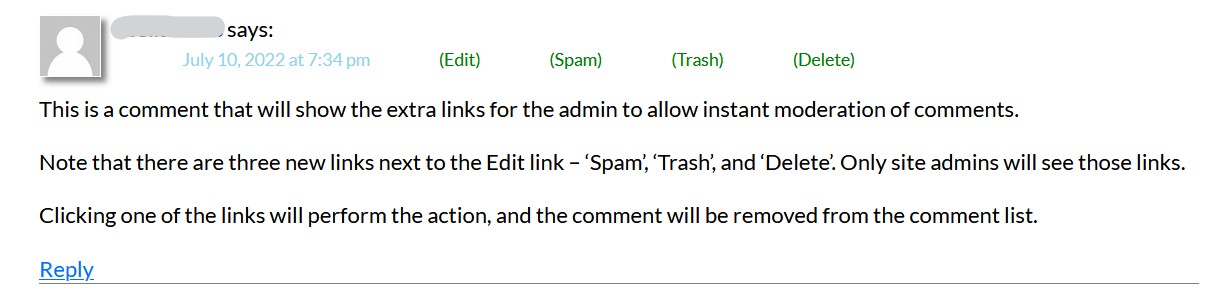 says:
July 10, 2022 at 7:34 pm (Edit) (Spam) (Trash) (Delete)
This is a comment that will show the extra links for the admin to allow instant moderation of comments.
Note that there are three new links next to the Edit link – ‘Spam’, ‘Trash’, and ‘Delete’. Only site admins will see those links.
Clicking one of the links will perform the action, and the comment will be removed from the comment list.
Reply